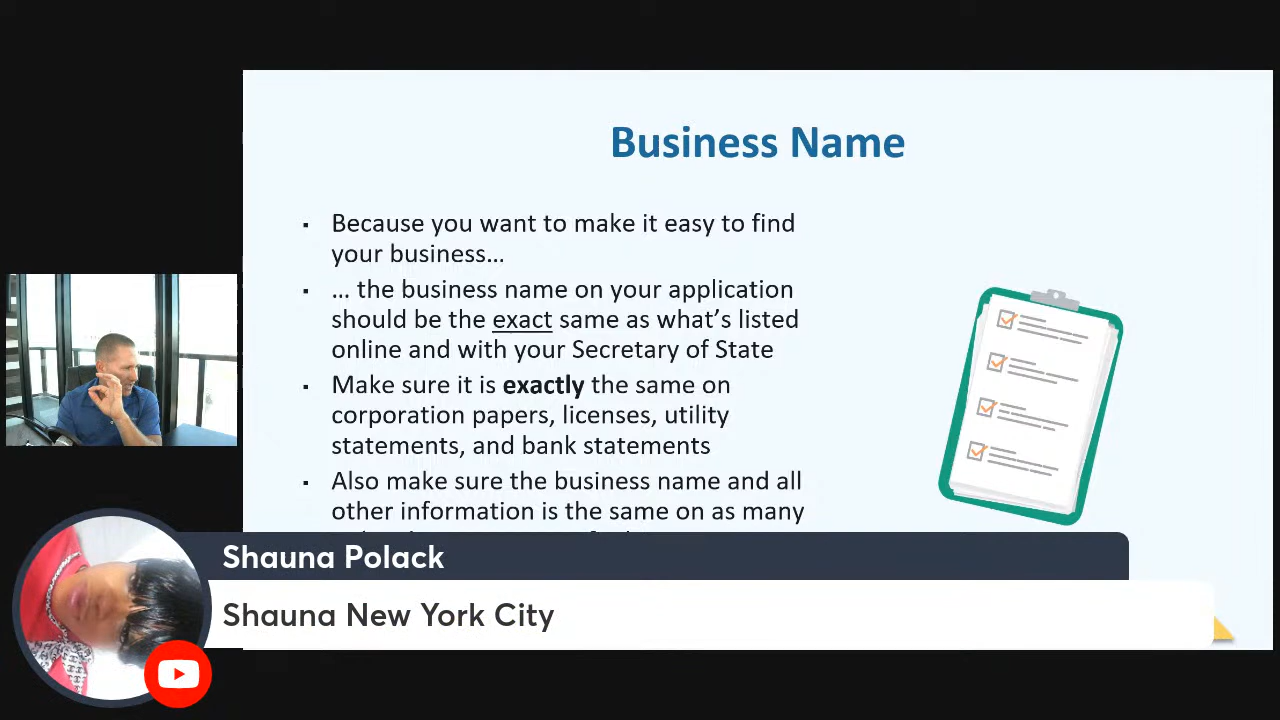 Business Name
▪ Because you want to make it easy to find
your business…
▪ … the business name on your application
should be the exact same as what’s listed
online and with your Secretary of State
▪ Make sure it is exactly the same on
corporation papers, licenses, utility
statements, and bank statements
▪ Also make sure the business name and all
other information is the same on as many
Shauna Polack
Shauna New York City